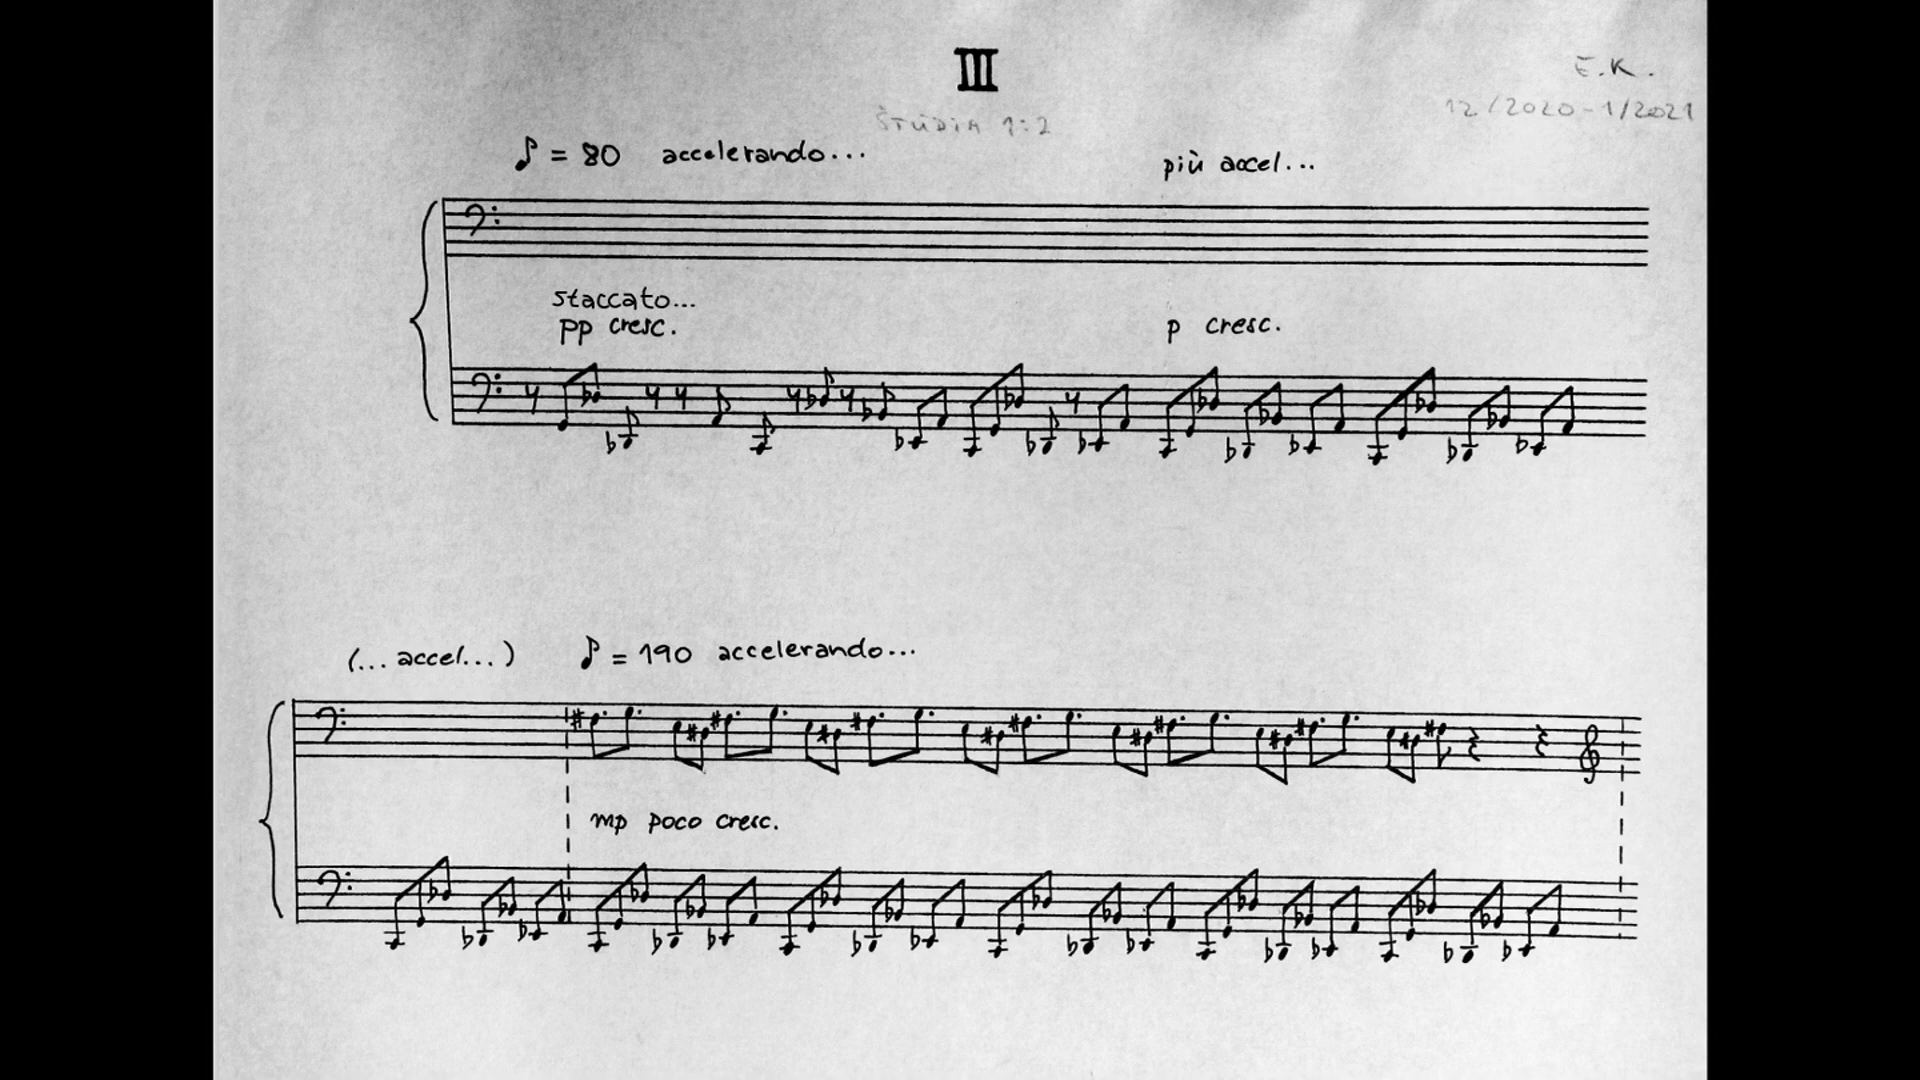 III
E.K.
ŠTÚDIA 1:2
12/2020-1/2021
♪ = 80 accelerando...
più accel...
staccato...
pp cresc.
p cresc.
(... accel...) ♪ = 190 accelerando...
mp poco cresc.